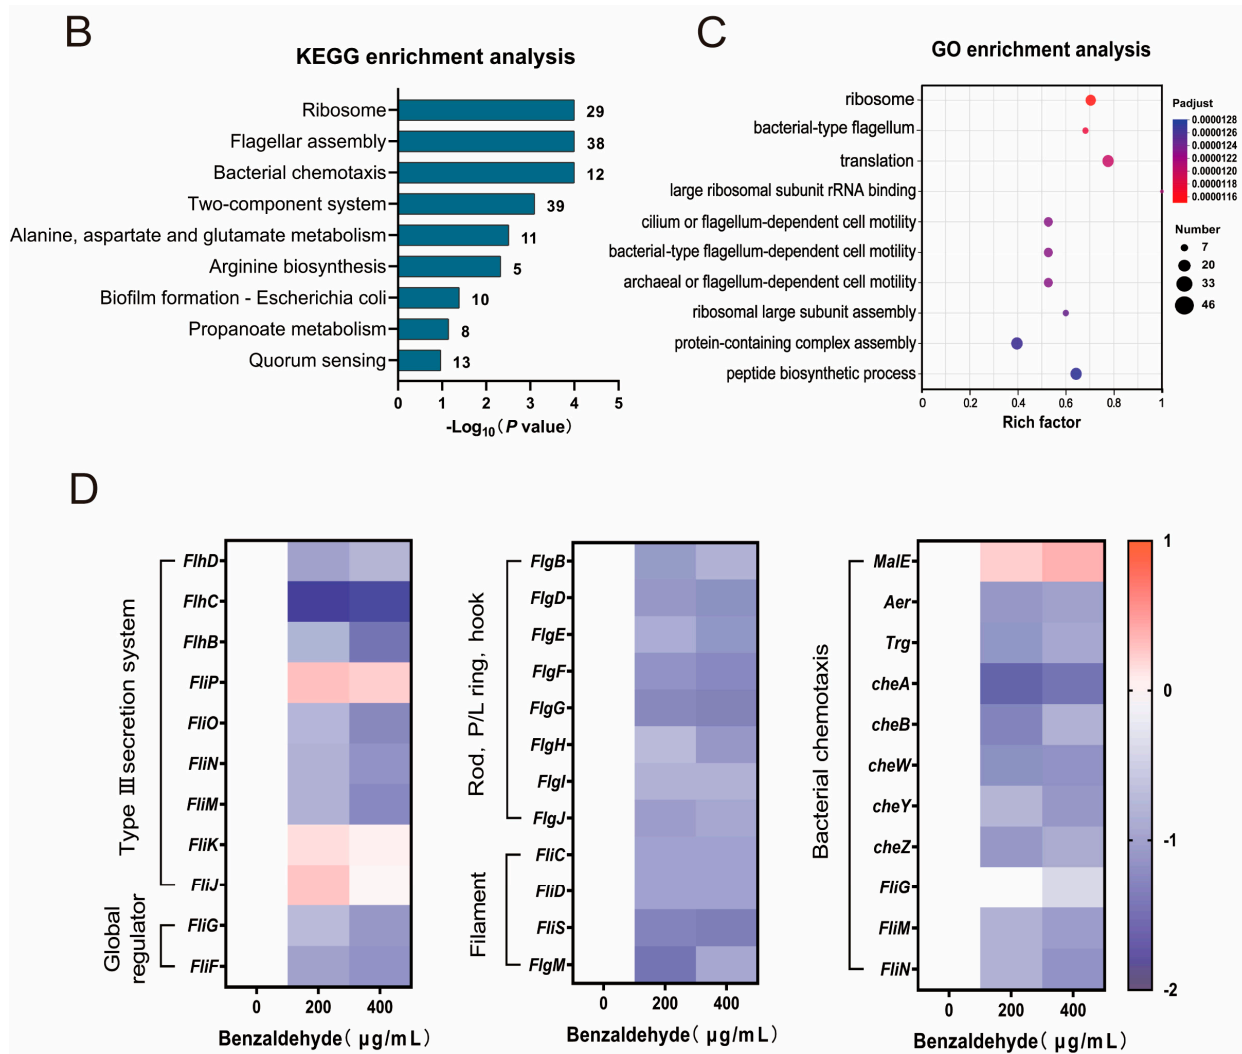 B
KEGG enrichment analysis
Ribosome 29
Flagellar assembly 38
Bacterial chemotaxis 12
Two-component system 39
Alanine, aspartate and glutamate metabolism 11
Arginine biosynthesis 5
Biofilm formation - Escherichia coli 10
Propanoate metabolism 8
Quorum sensing 13
0 1 2 3 4 5
-Log10(P value)
C
GO enrichment analysis
ribosome
bacterial-type flagellum
translation
large ribosomal subunit rRNA binding
cilium or flagellum-dependent cell motility
bacterial-type flagellum-dependent cell motility
archaeal or flagellum-dependent cell motility
ribosomal large subunit assembly
protein-containing complex assembly
peptide biosynthetic process
0 0.2 0.4 0.6 0.8 1
Rich factor
Padjust
0.0000128
0.0000126
0.0000124
0.0000122
0.0000120
0.0000118
0.0000116
Number
7
20
33
46
D
Type Ⅲ secretion system
Global
regulator
FlhD
FlhC
FlhB
FliP
FliO
FliN
FliM
FliK
FliJ
FliG
FliF
0 200 400
Benzaldehyde( μg/mL)
Rod, P/L ring, hook
Filament
FlgB
FlgD
FlgE
FlgF
FlgG
FlgH
FlgI
FlgJ
FliC
FliD
FliS
FlgM
0 200 400
Benzaldehyde( μg/mL)
Bacterial chemotaxis
MalE
Aer
Trg
cheA
cheB
cheW
cheY
cheZ
FliG
FliM
FliN
0 200 400
Benzaldehyde( μg/mL)
1
0
-1
-2